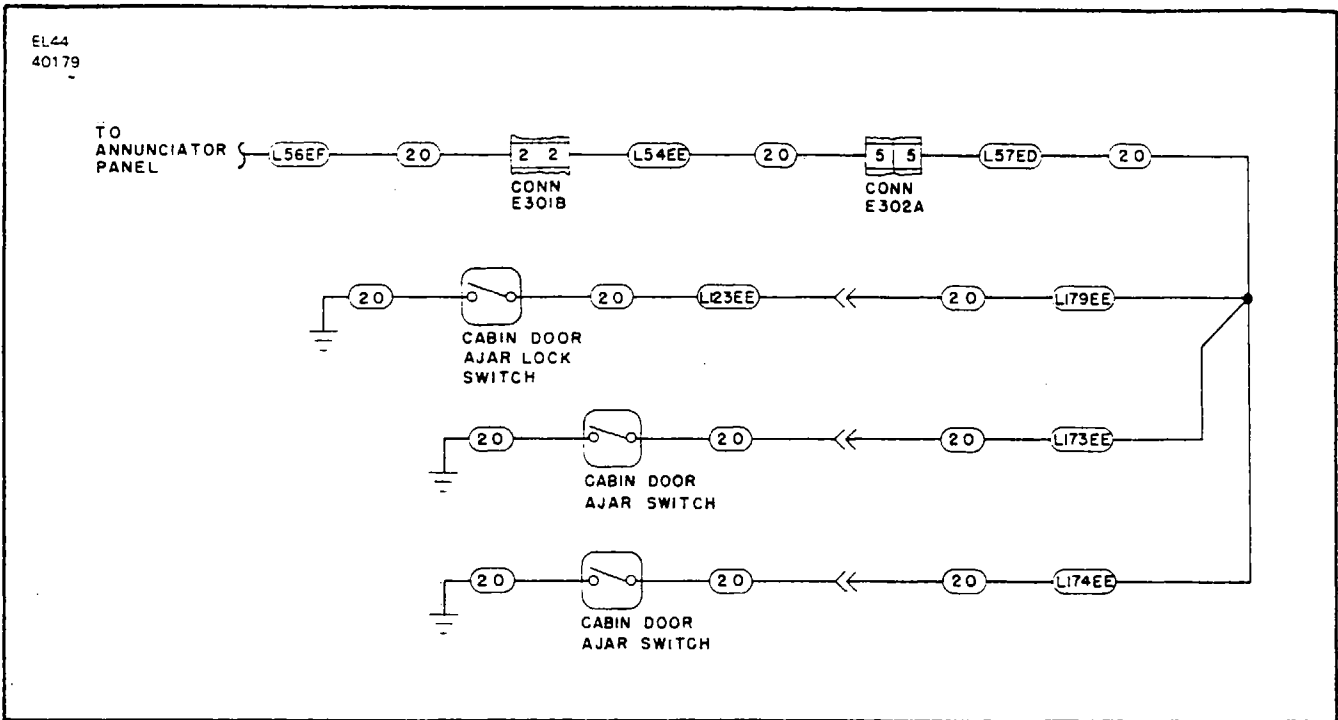 EL44
40179
TO
ANNUNCIATOR
PANEL
L56EF 20 2 2 L54EE 20 5 5 L57ED 20
CONN
E301B
CONN
E302A
20 20 L123EE 20 L179EE
CABIN DOOR
AJAR LOCK
SWITCH
20 20 20 L173EE
CABIN DOOR
AJAR SWITCH
20 20 20 L174EE
CABIN DOOR
AJAR SWITCH